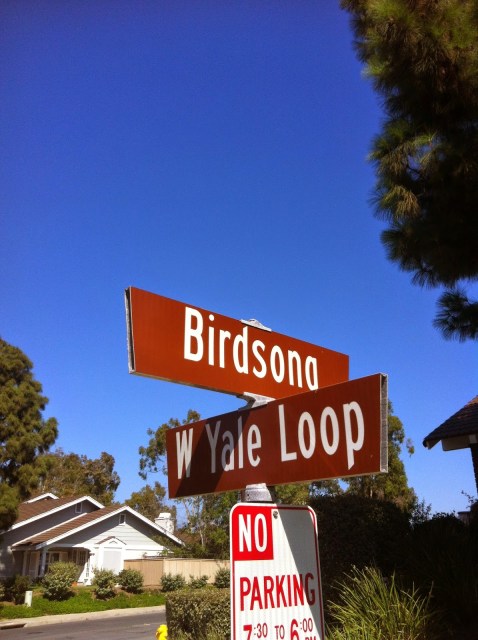 Birdsong
W Yale Loop
NO
PARKING
7:30 TO 6:00